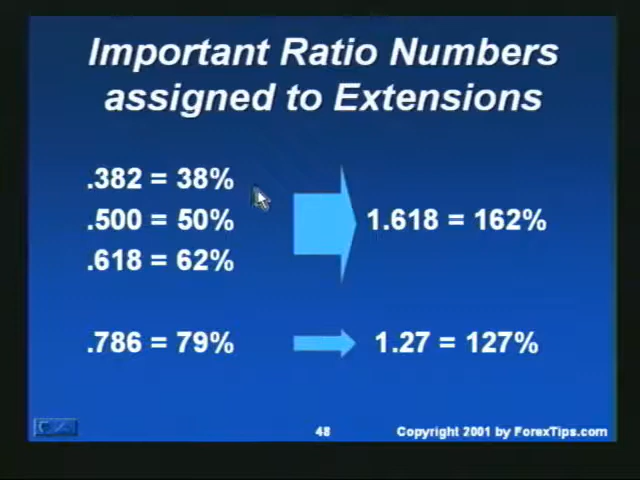 Important Ratio Numbers
assigned to Extensions
.382 = 38%
.500 = 50%
.618 = 62%
1.618 = 162%
.786 = 79%
1.27 = 127%
48
Copyright 2001 by ForexTips.com